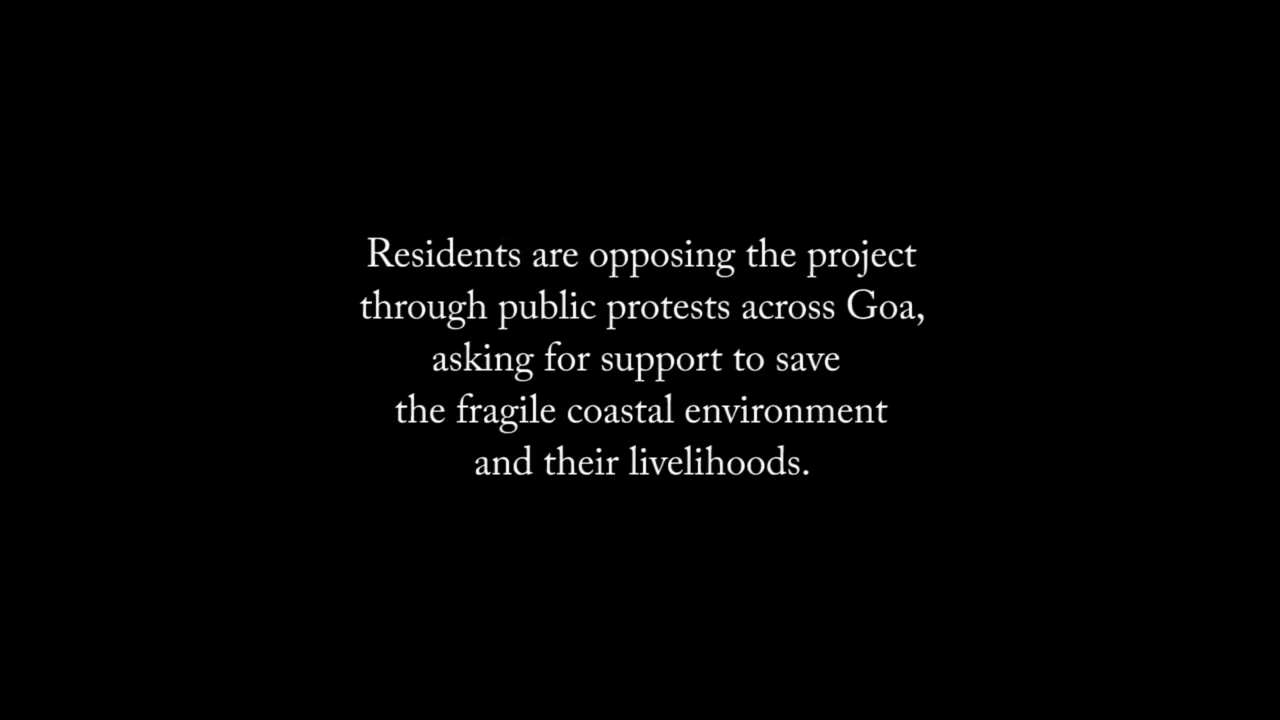 Residents are opposing the project
through public protests across Goa,
asking for support to save
the fragile coastal environment
and their livelihoods.